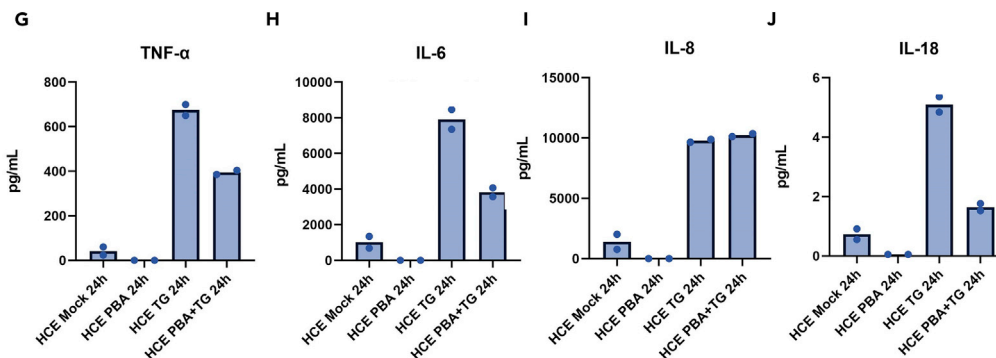 G
TNF-α
800
600
400
200
0
pg/mL
HCE Mock 24h
HCE PBA 24h
HCE TG 24h
HCE PBA+TG 24h
H
IL-6
10000
8000
6000
4000
2000
0
pg/mL
HCE Mock 24h
HCE PBA 24h
HCE TG 24h
HCE PBA+TG 24h
I
IL-8
15000
10000
5000
0
pg/mL
HCE Mock 24h
HCE PBA 24h
HCE TG 24h
HCE PBA+TG 24h
J
IL-18
6
4
2
0
pg/mL
HCE Mock 24h
HCE PBA 24h
HCE TG 24h
HCE PBA+TG 24h